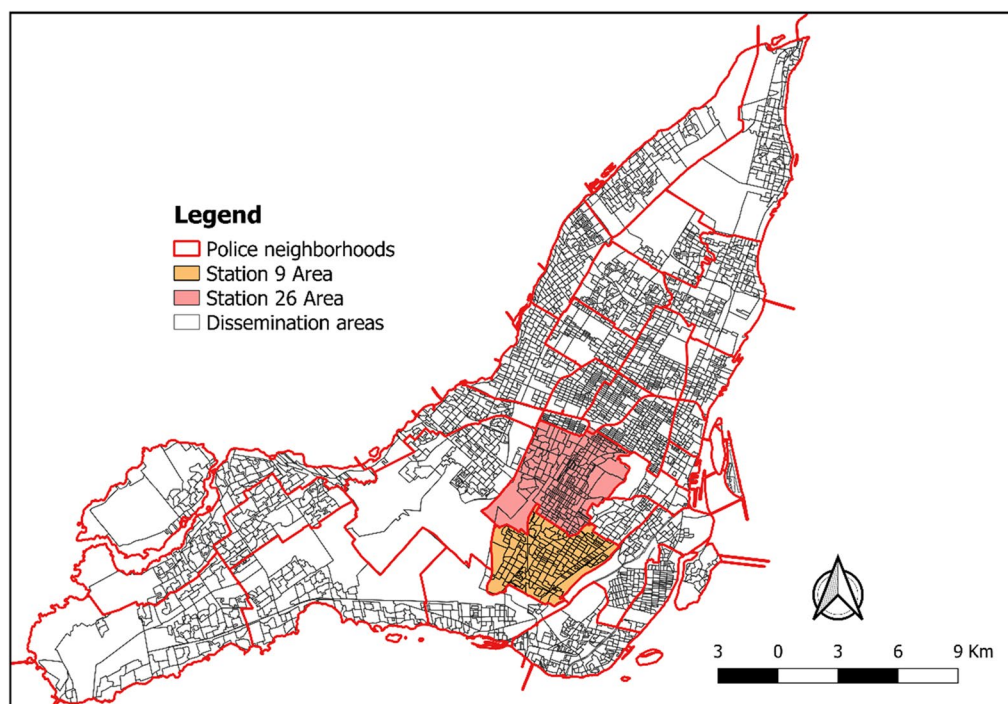 Legend
Police neighborhoods
Station 9 Area
Station 26 Area
Dissemination areas
3 0 3 6 9 Km